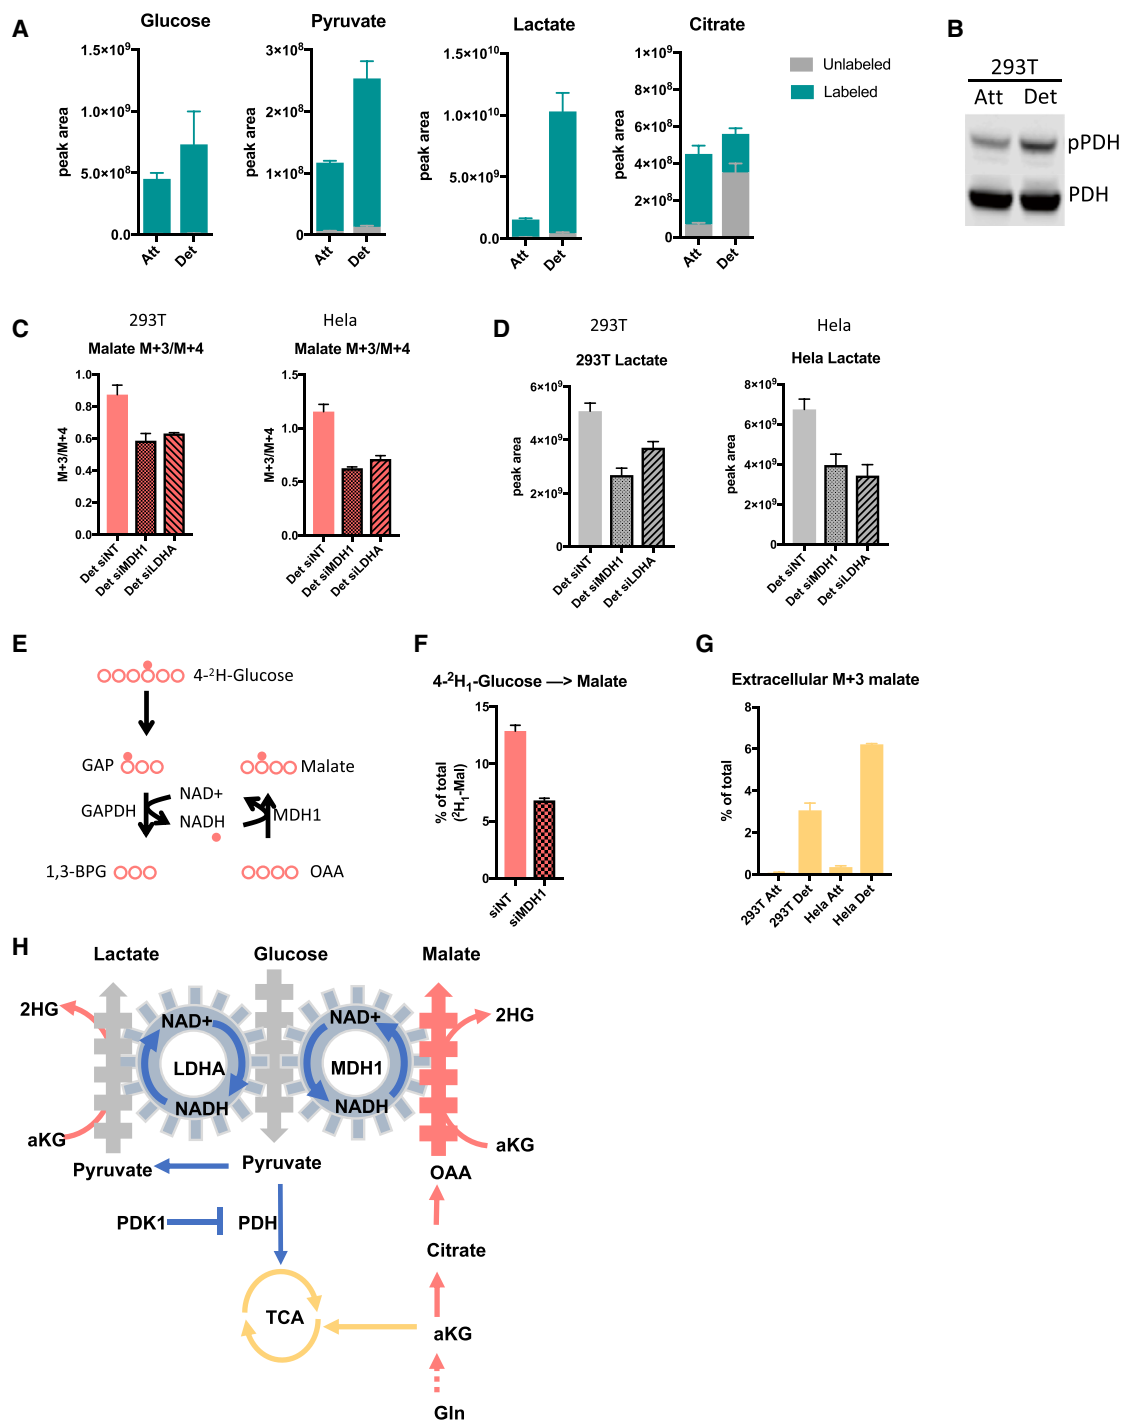 A
Glucose
Pyruvate
Lactate
Citrate
peak area
1.5×10⁹
1.0×10⁹
5.0×10⁸
0.0
Att
Det
peak area
3×10⁸
2×10⁸
1×10⁸
0
Att
Det
peak area
1.5×10¹⁰
1.0×10¹⁰
5.0×10⁹
0.0
Att
Det
peak area
1×10⁹
8×10⁸
6×10⁸
4×10⁸
2×10⁸
0
Att
Det
Unlabeled
Labeled
B
293T
Att Det
pPDH
PDH
C
293T
Malate M+3/M+4
M+3/M+4
1.0
0.8
0.6
0.4
0.2
0.0
Det siNT
Det siMDH1
Det siLDHA
Hela
Malate M+3/M+4
M+3/M+4
1.5
1.0
0.5
0.0
Det siNT
Det siMDH1
Det siLDHA
D
293T
293T Lactate
peak area
6×10⁹
4×10⁹
2×10⁹
0
Det siNT
Det siMDH1
Det siLDHA
Hela
Hela Lactate
peak area
8×10⁹
6×10⁹
4×10⁹
2×10⁹
0
Det siNT
Det siMDH1
Det siLDHA
E
4-²H-Glucose
GAP
Malate
GAPDH
NAD+
NADH
MDH1
1,3-BPG
OAA
F
4-²H₁-Glucose —> Malate
% of total
(²H₁-Mal)
15
10
5
0
siNT
siMDH1
G
Extracellular M+3 malate
% of total
8
6
4
2
0
293T Att
293T Det
Hela Att
Hela Det
H
Lactate
Glucose
Malate
2HG
NAD+
NAD+
2HG
LDHA
MDH1
NADH
NADH
aKG
aKG
Pyruvate
Pyruvate
OAA
PDK1
PDH
Citrate
TCA
aKG
Gln